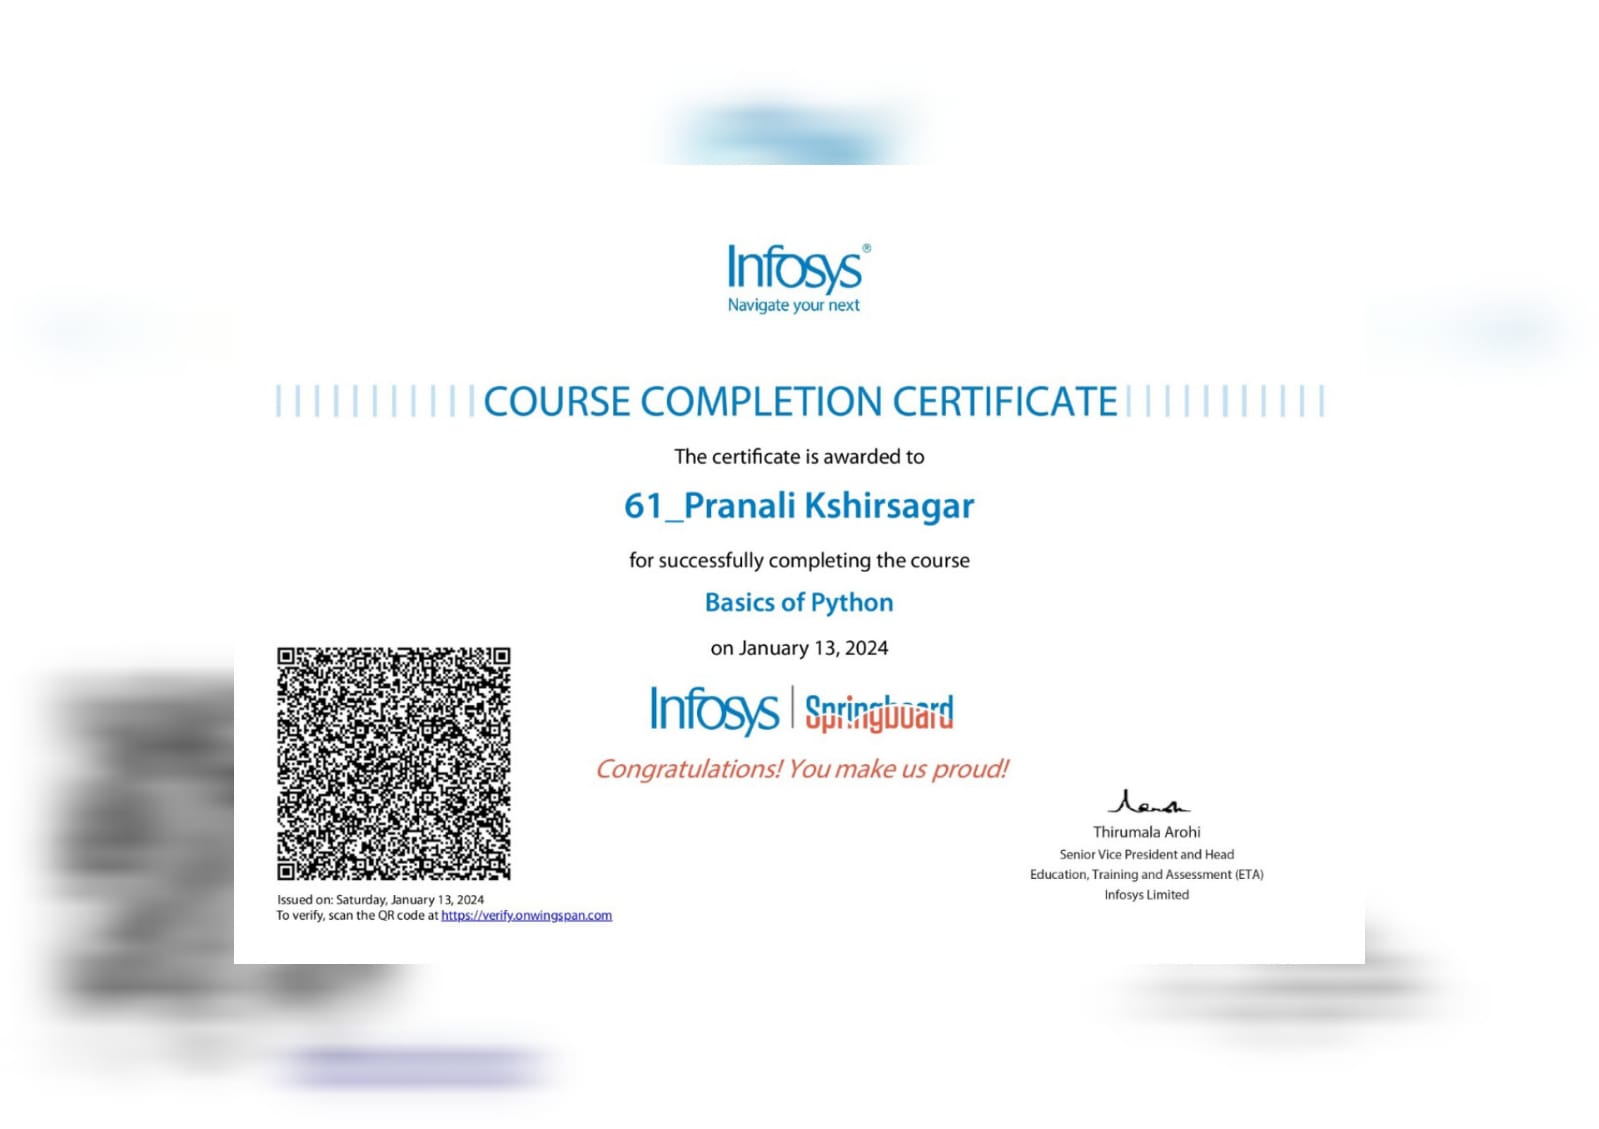 Infosys®
Navigate your next
COURSE COMPLETION CERTIFICATE
The certificate is awarded to
61_Pranali Kshirsagar
for successfully completing the course
Basics of Python
on January 13, 2024
Infosys | Springboard
Congratulations! You make us proud!
Thirumala Arohi
Senior Vice President and Head
Education, Training and Assessment (ETA)
Infosys Limited
Issued on: Saturday, January 13, 2024
To verify, scan the QR code at https://verify.onwingspan.com